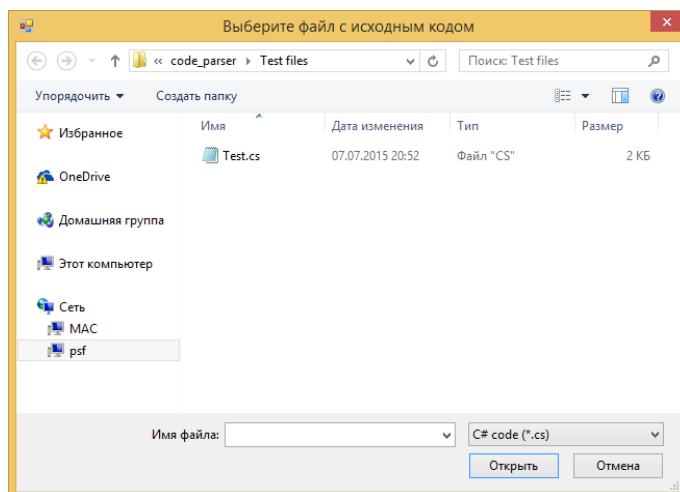 Выберите файл с исходным кодом
« code_parser Test files
Поиск: Test files
Упорядочить Создать папку
Имя Дата изменения Тип Размер
Избранное
Test.cs 07.07.2015 20:52 Файл "CS" 2 КБ
OneDrive
Домашняя группа
Этот компьютер
Сеть
MAC
psf
Имя файла: C# code (*.cs)
Открыть Отмена